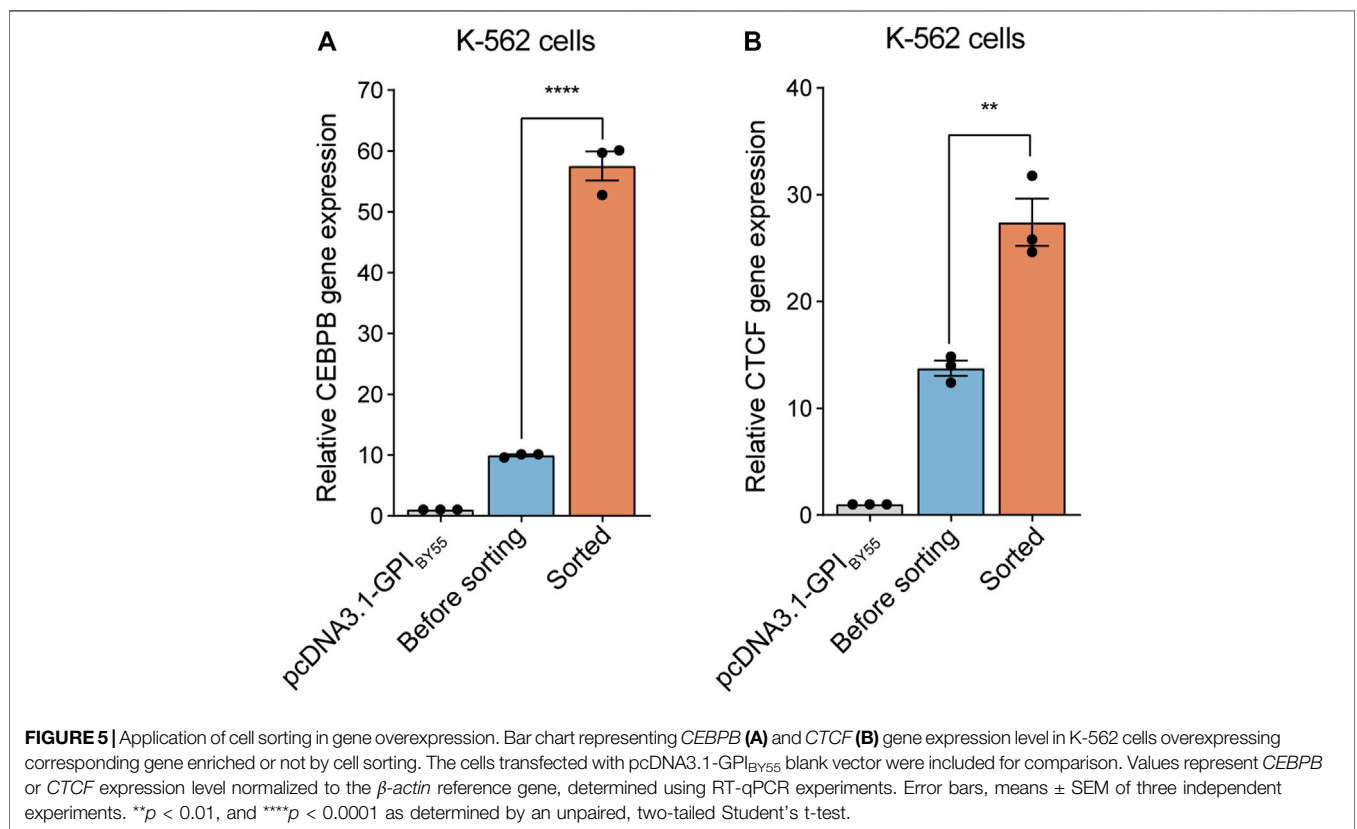 A
K-562 cells
****
Relative CEBPB gene expression
70
60
50
40
30
20
10
0
pcDNA3.1-GPI BY55
Before sorting
Sorted
B
K-562 cells
**
Relative CTCF gene expression
40
30
20
10
0
pcDNA3.1-GPI BY55
Before sorting
Sorted
FIGURE 5 | Application of cell sorting in gene overexpression. Bar chart representing CEBPB (A) and CTCF (B) gene expression level in K-562 cells overexpressing
corresponding gene enriched or not by cell sorting. The cells transfected with pcDNA3.1-GPIBY55 blank vector were included for comparison. Values represent CEBPB
or CTCF expression level normalized to the β-actin reference gene, determined using RT-qPCR experiments. Error bars, means ± SEM of three independent
experiments. **p < 0.01, and ****p < 0.0001 as determined by an unpaired, two-tailed Student's t-test.